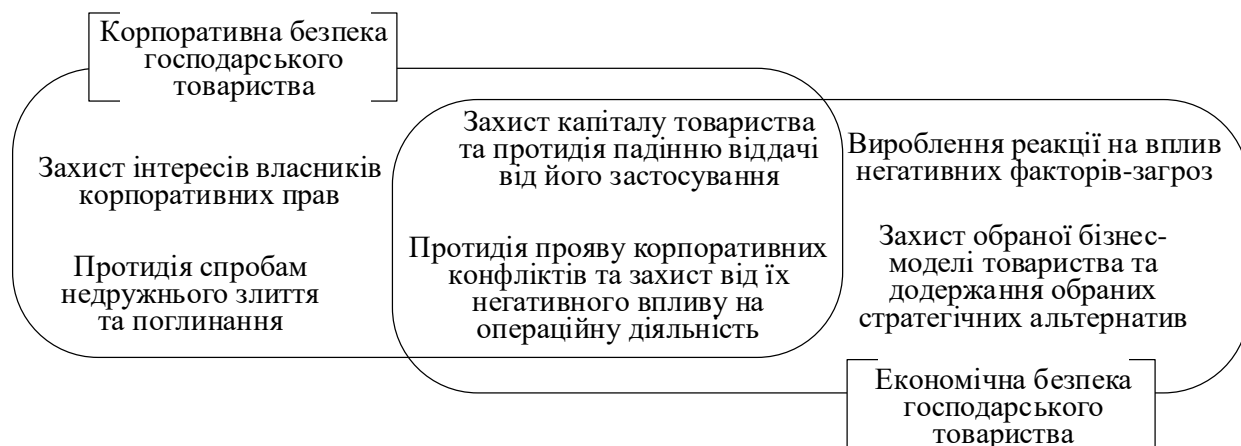 Корпоративна безпека
господарського
товариства
Захист інтересів власників
корпоративних прав
Протидія спробам
недружнього злиття
та поглинання
Захист капіталу товариства
та протидія падінню віддачі
від його застосування
Протидія прояву корпоративних
конфліктів та захист від їх
негативного впливу на
операційну діяльність
Вироблення реакції на вплив
негативних факторів-загроз
Захист обраної бізнес-
моделі товариства та
додержання обраних
стратегічних альтернатив
Економічна безпека
господарського
товариства